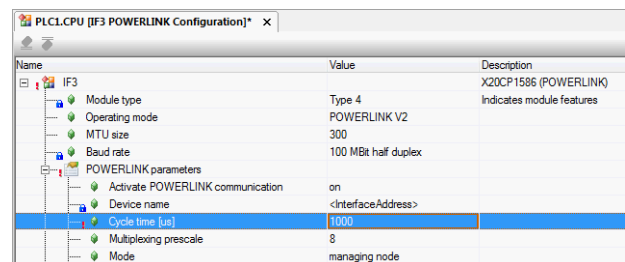 PLC1.CPU [IF3 POWERLINK Configuration]* ×
Name Value Description
IF3 X20CP1586 (POWERLINK)
Module type Type 4 Indicates module features
Operating mode POWERLINK V2
MTU size 300
Baud rate 100 MBit half duplex
POWERLINK parameters
Activate POWERLINK communication on
Device name <InterfaceAddress>
Cycle time [us] 1000
Multiplexing prescale 8
Mode managing node